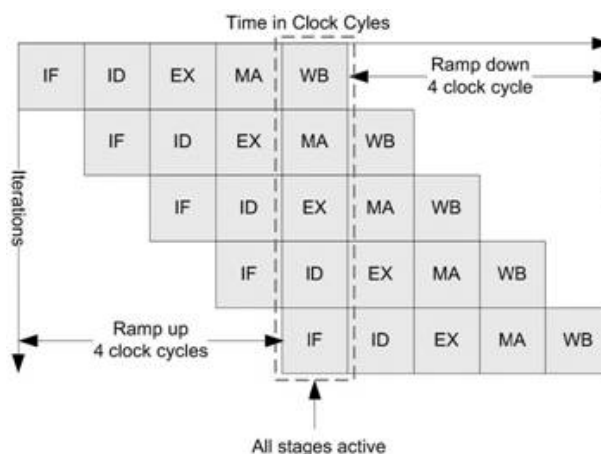 Time in Clock Cyles
IF ID EX MA WB
Ramp down
4 clock cycle
IF ID EX MA WB
Iterations
IF ID EX MA WB
IF ID EX MA WB
Ramp up
4 clock cycles
IF ID EX MA WB
All stages active